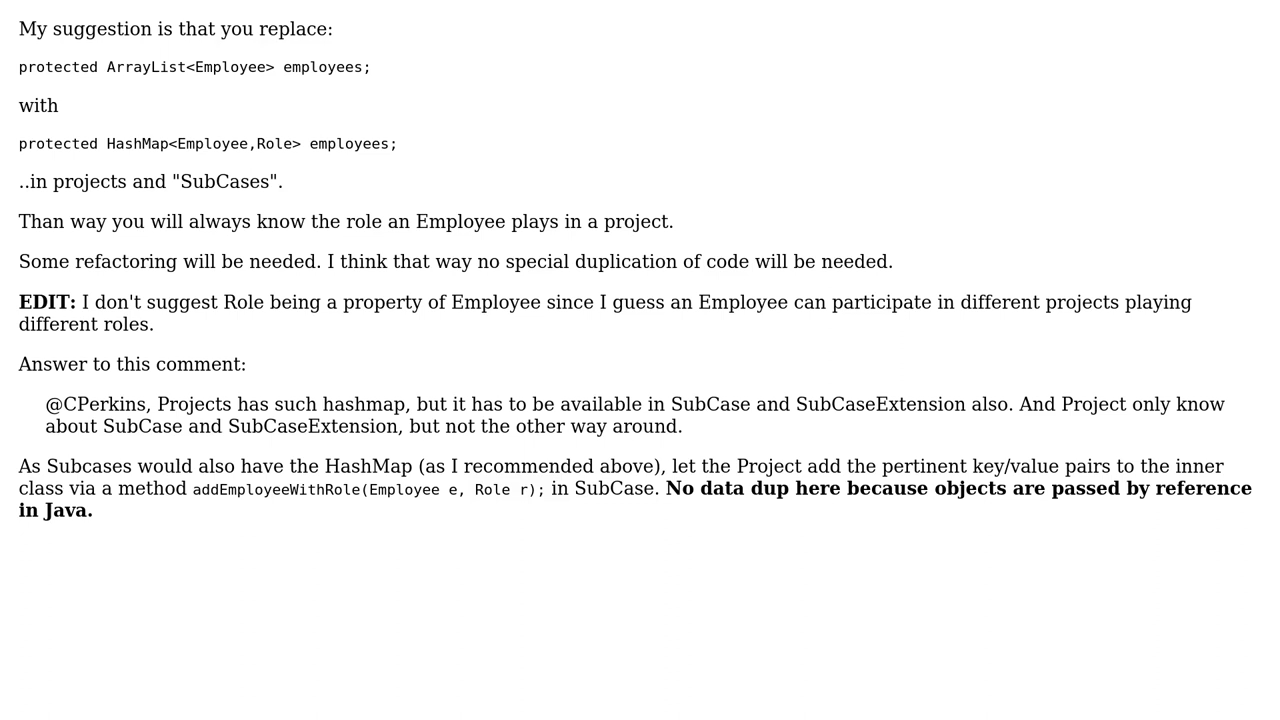 My suggestion is that you replace:
protected ArrayList<Employee> employees;
with
protected HashMap<Employee,Role> employees;
..in projects and "SubCases".
Than way you will always know the role an Employee plays in a project.
Some refactoring will be needed. I think that way no special duplication of code will be needed.
EDIT: I don't suggest Role being a property of Employee since I guess an Employee can participate in different projects playing
different roles.
Answer to this comment:
@CPerkins, Projects has such hashmap, but it has to be available in SubCase and SubCaseExtension also. And Project only know
about SubCase and SubCaseExtension, but not the other way around.
As Subcases would also have the HashMap (as I recommended above), let the Project add the pertinent key/value pairs to the inner
class via a method addEmployeeWithRole(Employee e, Role r); in SubCase. No data dup here because objects are passed by reference
in Java.